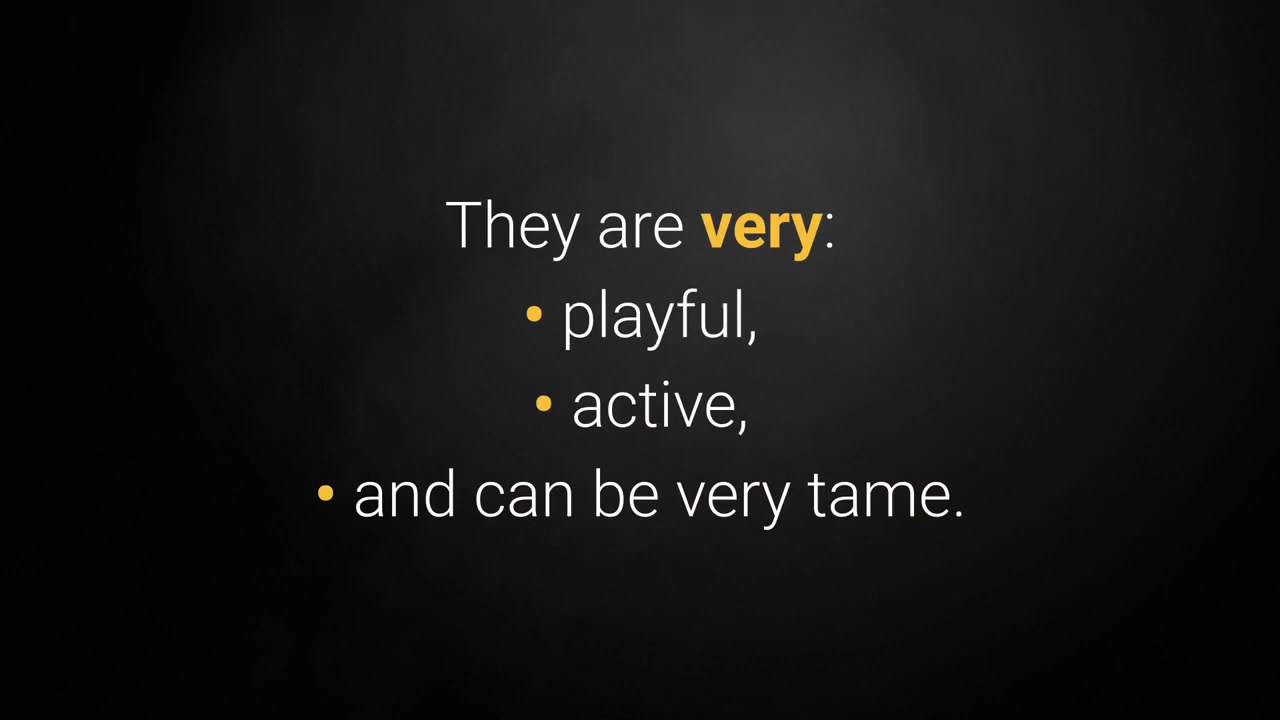 They are very:
• playful,
• active,
• and can be very tame.